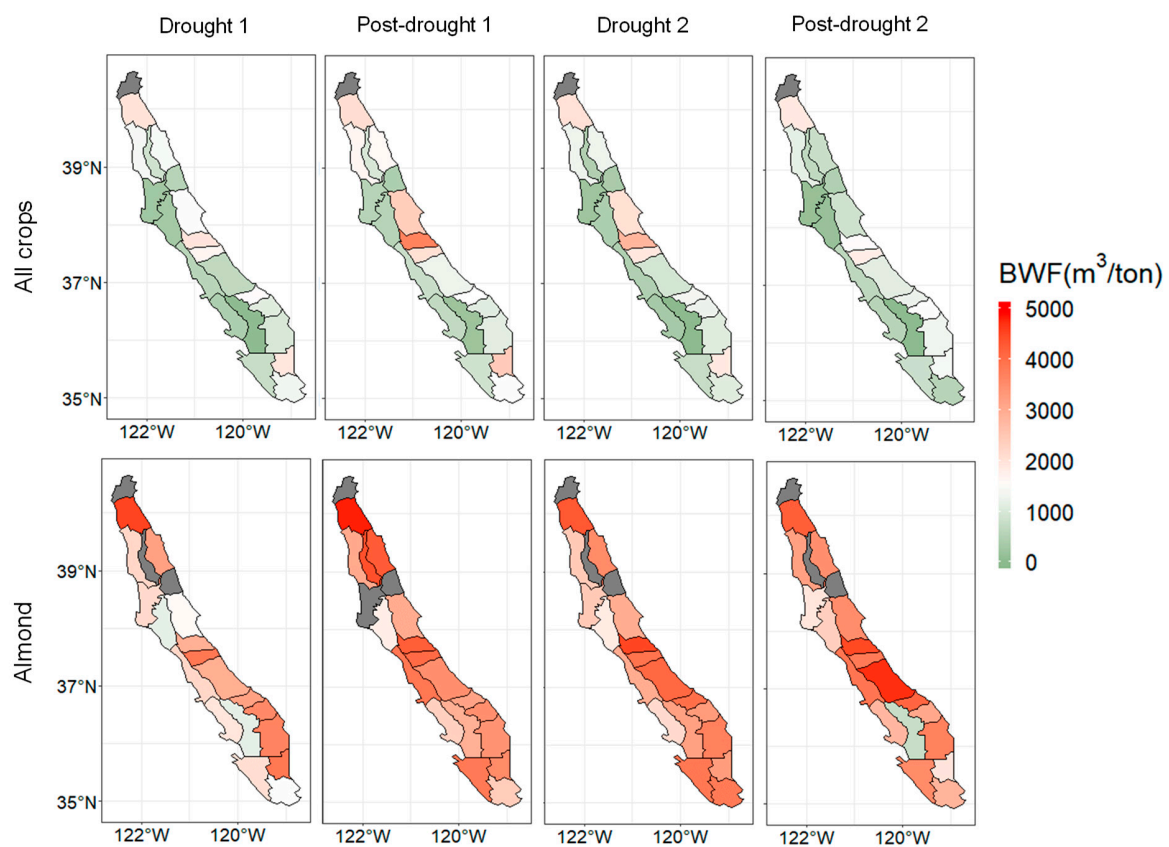 Drought 1 Post-drought 1 Drought 2 Post-drought 2
All crops
39°N
37°N
35°N
122°W 120°W 122°W 120°W 122°W 120°W 122°W 120°W
BWF(m³/ton)
5000
4000
3000
2000
1000
0
Almond
39°N
37°N
35°N
122°W 120°W 122°W 120°W 122°W 120°W 122°W 120°W